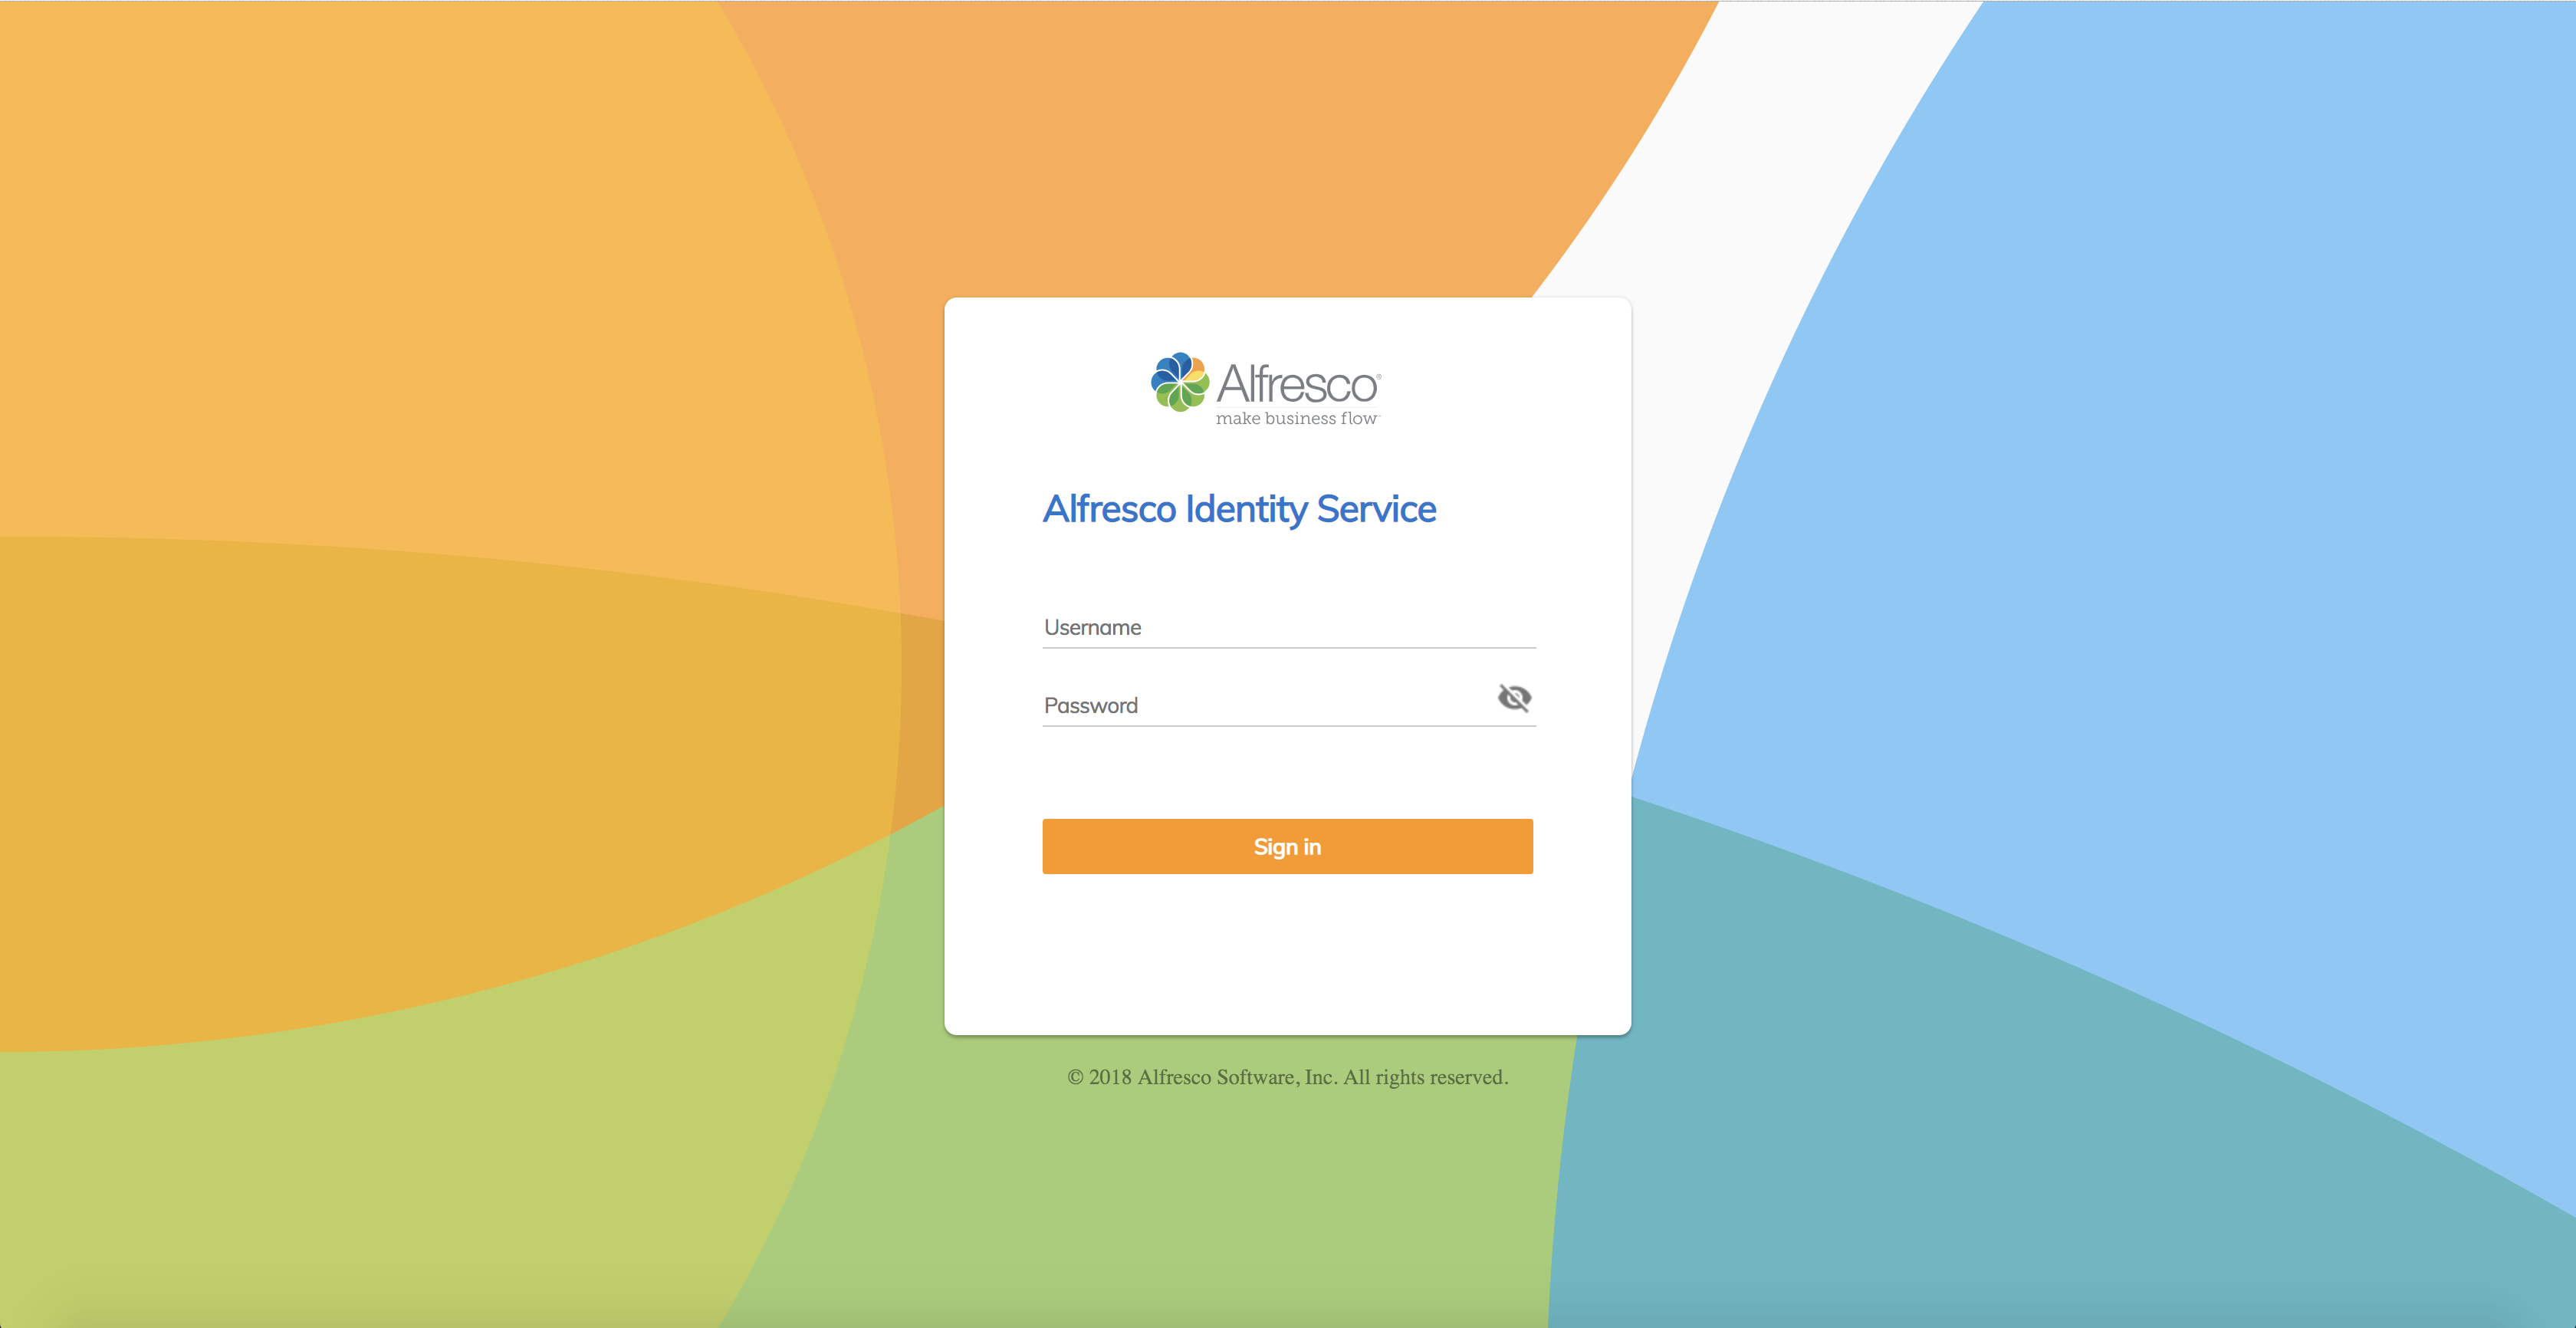 Alfresco®
make business flow
Alfresco Identity Service
Username
Password
Sign in
© 2018 Alfresco Software, Inc. All rights reserved.